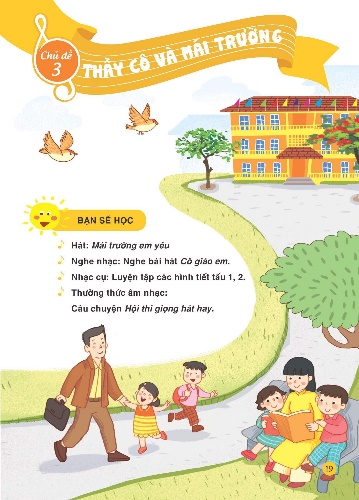 Chủ đề
3
THẦY CÔ VÀ MÁI TRƯỜNG
BẠN SẼ HỌC
Hát: Mái trường em yêu
Nghe nhạc: Nghe bài hát Cô giáo em.
Nhạc cụ: Luyện tập các hình tiết tấu 1, 2.
Thường thức âm nhạc:
Câu chuyện Hội thi giọng hát hay.
19